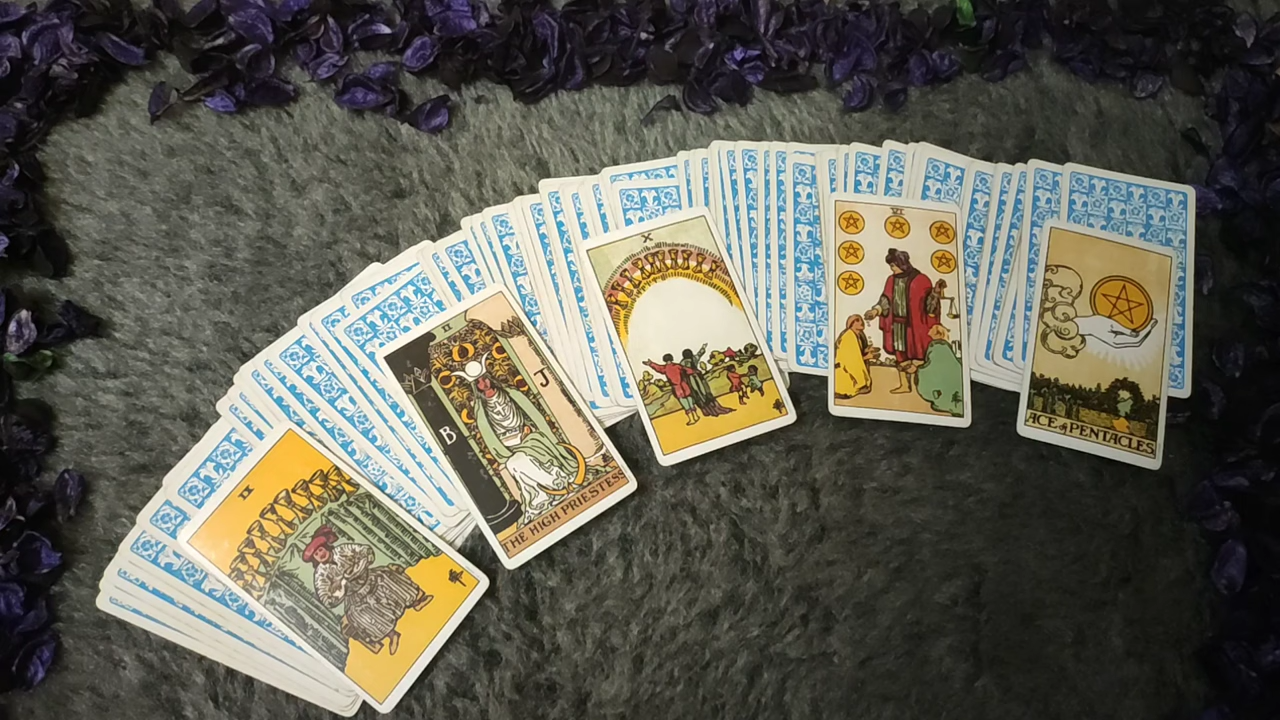 II
B
J
THE HIGH PRIESTESS
X
VI
ACE of PENTACLES